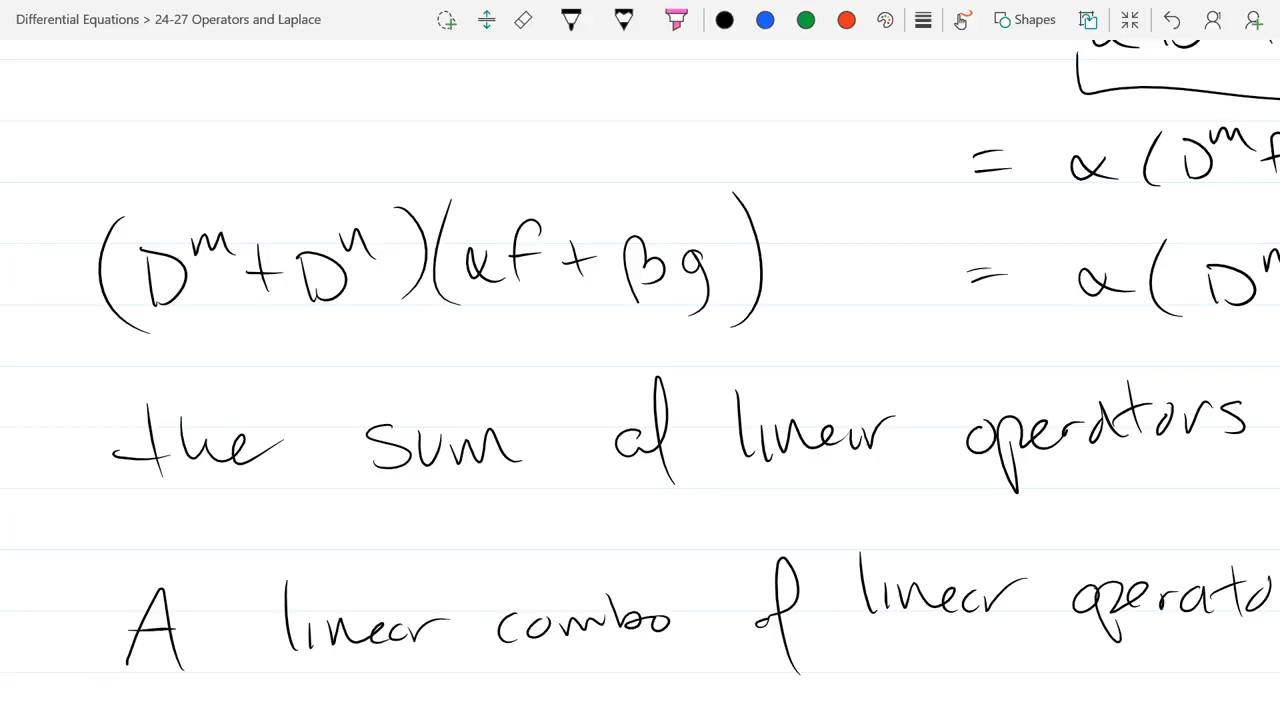 Differential Equations > 24-27 Operators and Laplace
Shapes
= α (D^m f
(D^m + D^n)(αf + βg)
= α (D^m
the sum of linear operators
A linear combo of linear operato